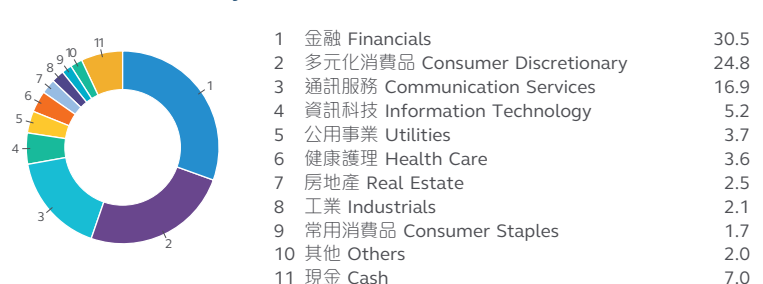 1 金融 Financials 30.5
2 多元化消費品 Consumer Discretionary 24.8
3 通訊服務 Communication Services 16.9
4 資訊科技 Information Technology 5.2
5 公用事業 Utilities 3.7
6 健康護理 Health Care 3.6
7 房地產 Real Estate 2.5
8 工業 Industrials 2.1
9 常用消費品 Consumer Staples 1.7
10 其他 Others 2.0
11 現金 Cash 7.0
1
2
3
4
5
6
7
8
9
10
11